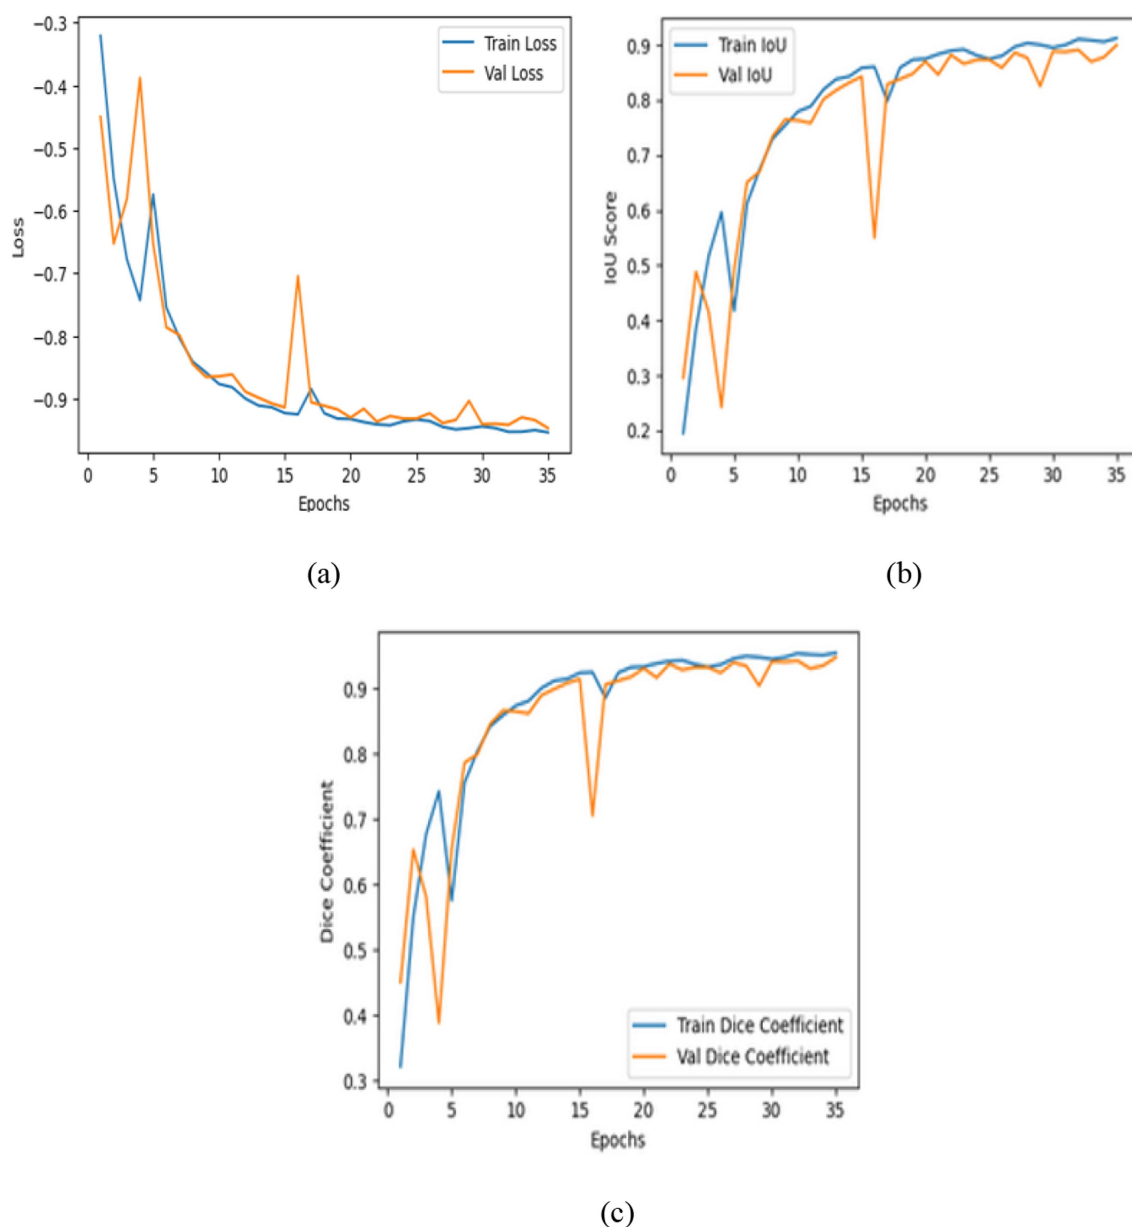 −0.3
−0.4
−0.5
−0.6
−0.7
−0.8
−0.9
Loss
Train Loss
Val Loss
0 5 10 15 20 25 30 35
Epochs
(a)
0.9
0.8
0.7
0.6
0.5
0.4
0.3
0.2
IoU Score
Train IoU
Val IoU
0 5 10 15 20 25 30 35
Epochs
(b)
0.9
0.8
0.7
0.6
0.5
0.4
0.3
Dice Coefficient
Train Dice Coefficient
Val Dice Coefficient
0 5 10 15 20 25 30 35
Epochs
(c)